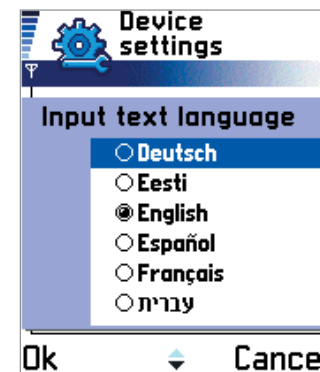 Device
settings
Input text language
Deutsch
Eesti
English
Español
Français
עברית
Ok Cance